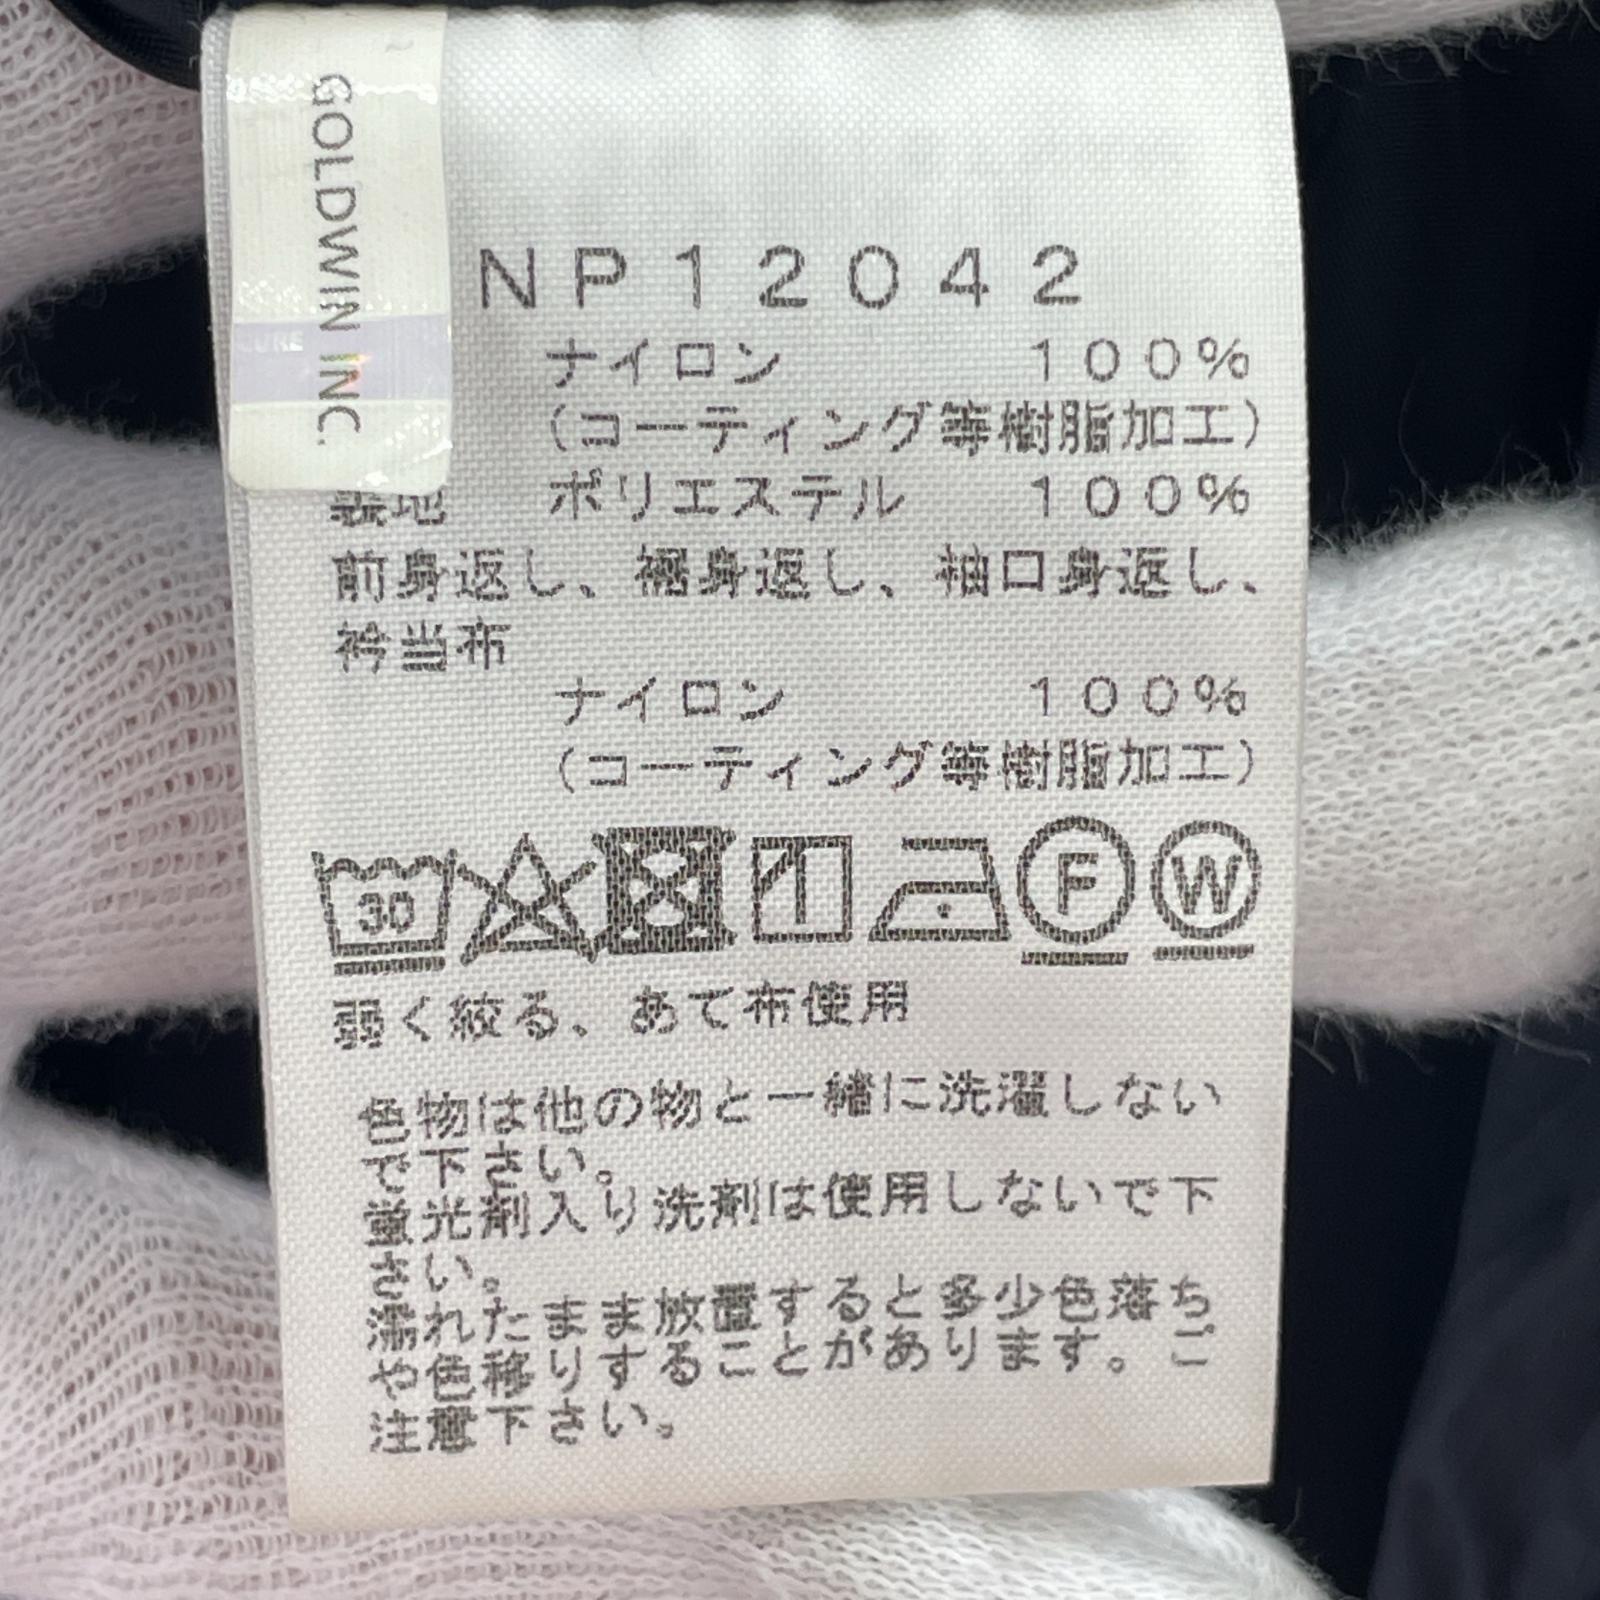 GOLDWIN INC.
NP12042
ナイロン 100%
(コーティング等樹脂加工)
裏地 ポリエステル 100%
前身返し、裾身返し、袖口身返し、
衿当布
ナイロン 100%
(コーティング等樹脂加工)
30 F W
弱く絞る、あて布使用
色物は他の物と一緒に洗濯しない
で下さい。
蛍光剤入り洗剤は使用しないで下
さい。
濡れたまま放置すると多少色落ち
や色移りすることがあります。ご
注意下さい。